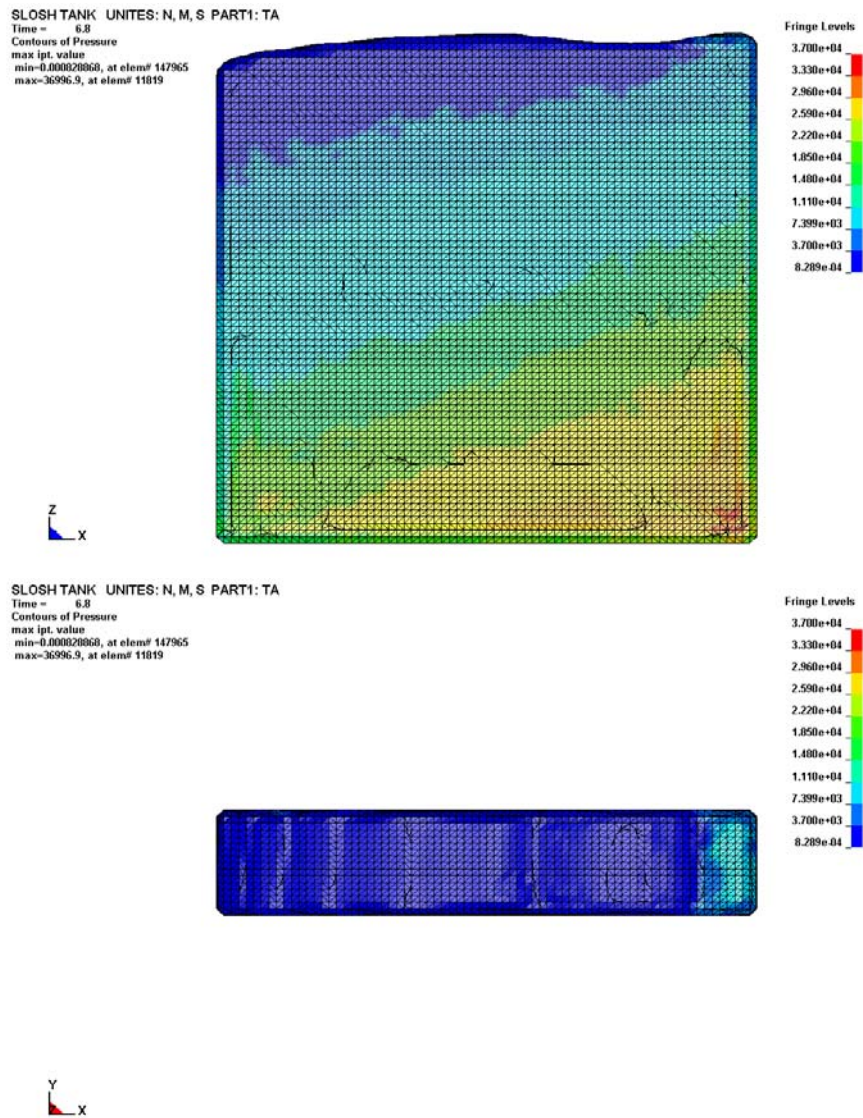 SLOSH TANK UNITES: N, M, S PART1: TA
Time = 6.8
Contours of Pressure
max ipt. value
min=0.000828868, at elem# 147965
max=36996.9, at elem# 11819
Fringe Levels
3.700e+04
3.330e+04
2.960e+04
2.590e+04
2.220e+04
1.850e+04
1.480e+04
1.110e+04
7.399e+03
3.700e+03
8.289e-04
Z
X
SLOSH TANK UNITES: N, M, S PART1: TA
Time = 6.8
Contours of Pressure
max ipt. value
min=0.000828868, at elem# 147965
max=36996.9, at elem# 11819
Fringe Levels
3.700e+04
3.330e+04
2.960e+04
2.590e+04
2.220e+04
1.850e+04
1.480e+04
1.110e+04
7.399e+03
3.700e+03
8.289e-04
Y
X